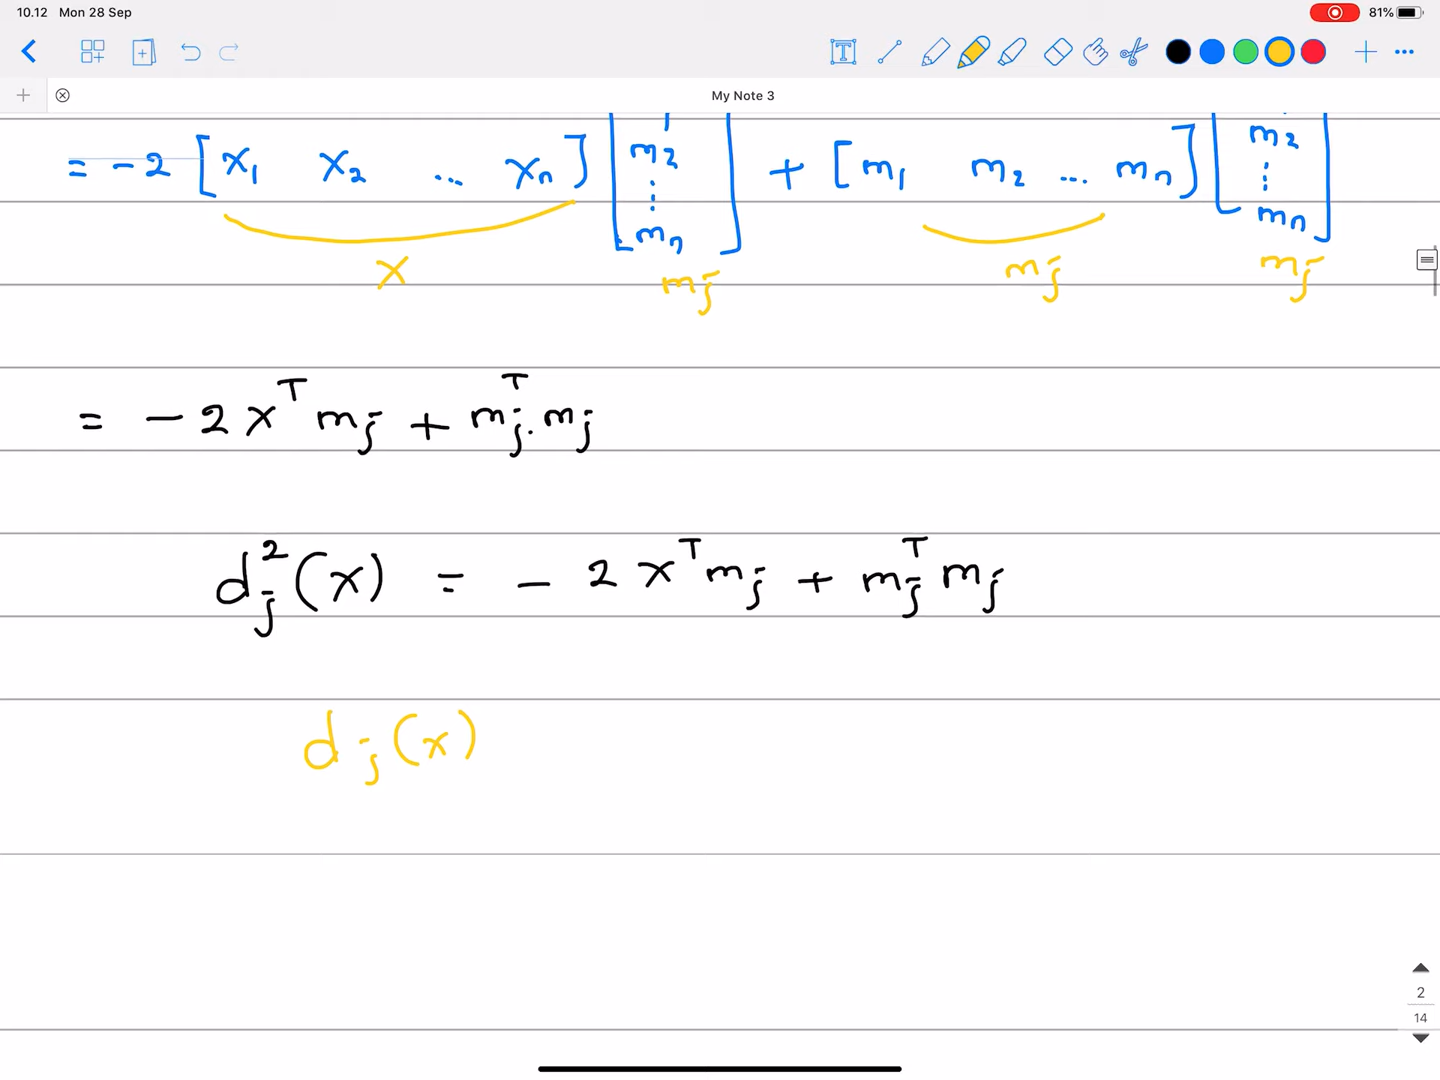 10.12 Mon 28 Sep 81%
My Note 3
= -2 [x₁ x₂ ... xₙ] [m₂ ⋮ mₙ] + [m₁ m₂ ... mₙ] [m₂ ⋮ mₙ]
x mⱼ mⱼ mⱼ
= -2 xᵀ mⱼ + mⱼᵀ . mⱼ
dⱼ²(x) = - 2 xᵀ mⱼ + mⱼᵀ mⱼ
dⱼ(x)
2
14